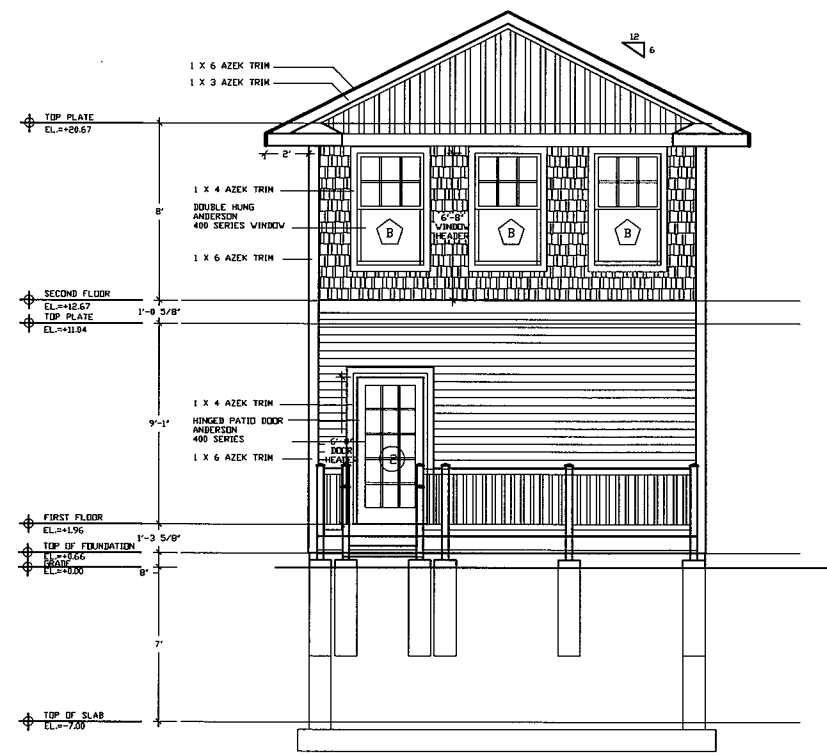 12
6
1 X 6 AZEK TRIM
1 X 3 AZEK TRIM
TOP PLATE
EL.=+20.67
2'
1 X 4 AZEK TRIM
8'
DOUBLE HUNG
ANDERSON
400 SERIES WINDOW
6'-8"
WINDOW
HEADER
B
B
B
1 X 6 AZEK TRIM
SECOND FLOOR
EL.=+12.67
1'-0 5/8"
TOP PLATE
EL.=+11.04
1 X 4 AZEK TRIM
9'-1"
HINGED PATIO DOOR
ANDERSON
400 SERIES
6'-8"
DOOR
HEADER
2
1 X 6 AZEK TRIM
FIRST FLOOR
EL.=+1.96
1'-3 5/8"
TOP OF FOUNDATION
EL.=+0.66
GRADE
EL.=+0.00
8"
7'
TOP OF SLAB
EL.=-7.00